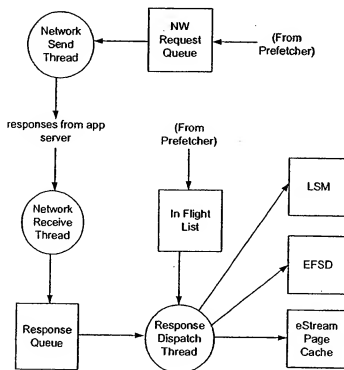 Network
Send
Thread
NW
Request
Queue
(From
Prefetcher)
responses from app
server
(From
Prefetcher)
LSM
Network
Receive
Thread
In Flight
List
EFSD
Response
Queue
Response
Dispatch
Thread
eStream
Page
Cache